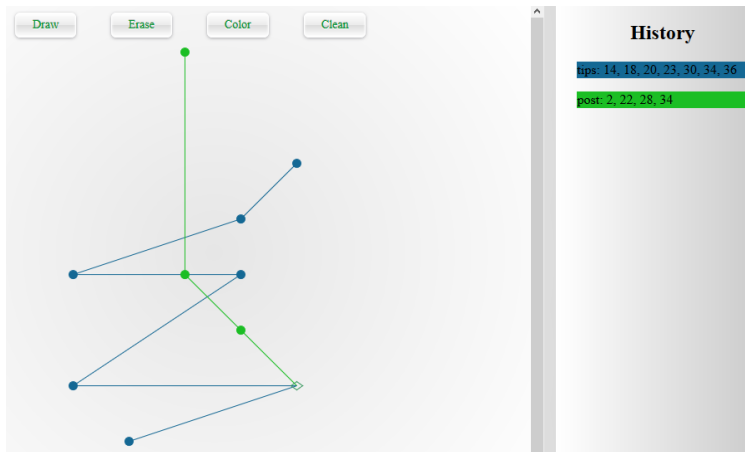 Draw Erase Color Clean
History
tips: 14, 18, 20, 23, 30, 34, 36
post: 2, 22, 28, 34